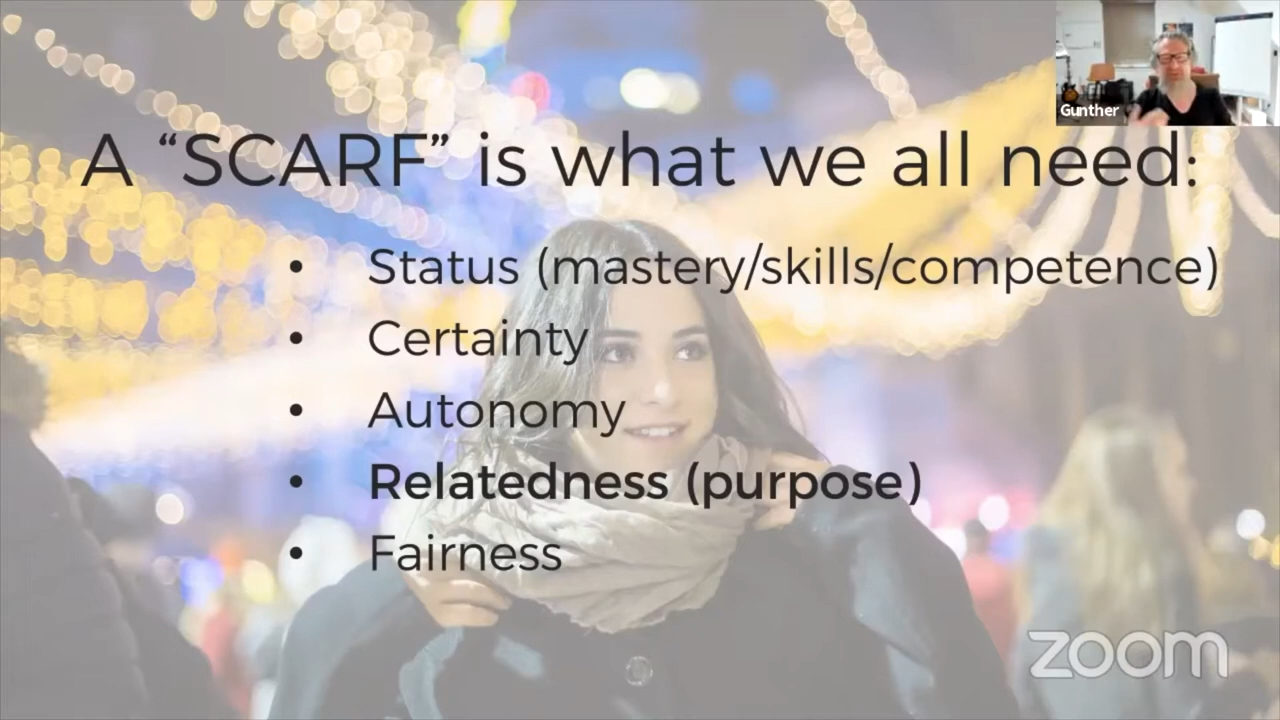 Gunther
A “SCARF” is what we all need:
• Status (mastery/skills/competence)
• Certainty
• Autonomy
• Relatedness (purpose)
• Fairness
zoom